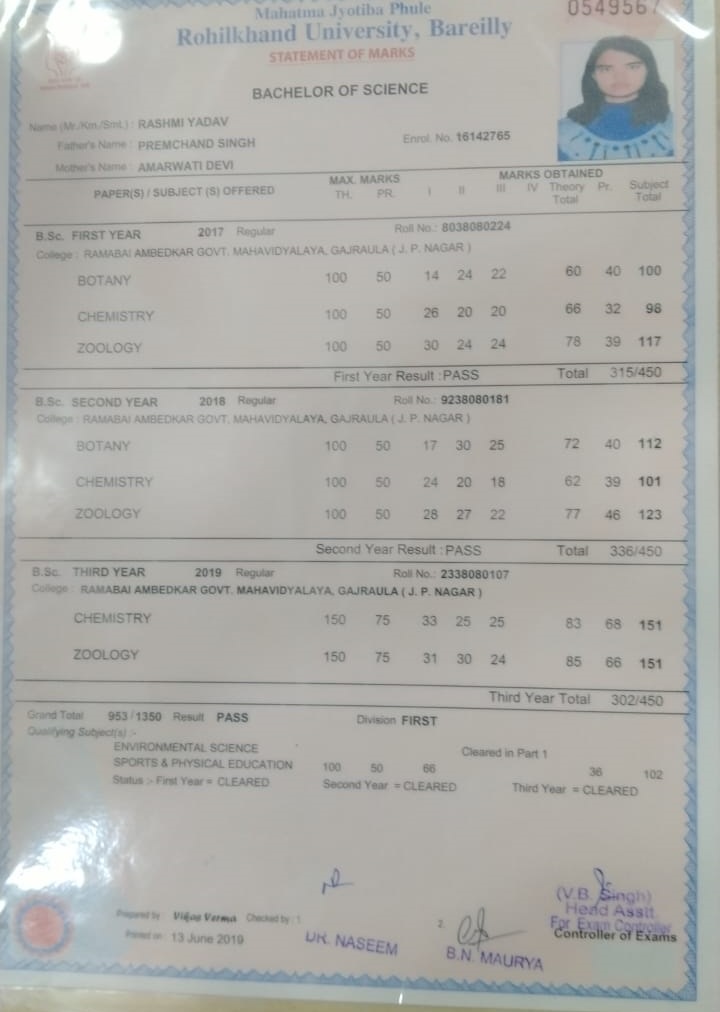 Mahatma Jyotiba Phule
0549567
Rohilkhand University, Bareilly
STATEMENT OF MARKS
BACHELOR OF SCIENCE
Name (Mr./Km./Smt.) : RASHMI YADAV
Father's Name : PREMCHAND SINGH
Enrol. No. 16142765
Mother's Name : AMARWATI DEVI
PAPER(S) / SUBJECT (S) OFFERED MAX. MARKS MARKS OBTAINED
TH. PR. I II III IV Theory Total Pr. Subject Total
B.Sc. FIRST YEAR 2017 Regular Roll No.: 8038080224
College : RAMABAI AMBEDKAR GOVT. MAHAVIDYALAYA, GAJRAULA ( J. P. NAGAR )
BOTANY 100 50 14 24 22 60 40 100
CHEMISTRY 100 50 26 20 20 66 32 98
ZOOLOGY 100 50 30 24 24 78 39 117
First Year Result : PASS Total 315/450
B.Sc. SECOND YEAR 2018 Regular Roll No.: 9238080181
College : RAMABAI AMBEDKAR GOVT. MAHAVIDYALAYA, GAJRAULA ( J. P. NAGAR )
BOTANY 100 50 17 30 25 72 40 112
CHEMISTRY 100 50 24 20 18 62 39 101
ZOOLOGY 100 50 28 27 22 77 46 123
Second Year Result : PASS Total 336/450
B.Sc. THIRD YEAR 2019 Regular Roll No.: 2338080107
College : RAMABAI AMBEDKAR GOVT. MAHAVIDYALAYA, GAJRAULA ( J. P. NAGAR )
CHEMISTRY 150 75 33 25 25 83 68 151
ZOOLOGY 150 75 31 30 24 85 66 151
Third Year Total 302/450
Grand Total 953 / 1350 Result PASS Division FIRST
Qualifying Subject(s) :-
ENVIRONMENTAL SCIENCE Cleared in Part 1
SPORTS & PHYSICAL EDUCATION 100 50 66 36 102
Status :- First Year = CLEARED Second Year = CLEARED Third Year = CLEARED
(V.B. Singh)
Head Asstt.
For Exam Controller
Controller of Exams
Prepared by : Vikas Verma Checked by : 1. 2.
Printed on : 13 June 2019
DR. NASEEM
B.N. MAURYA